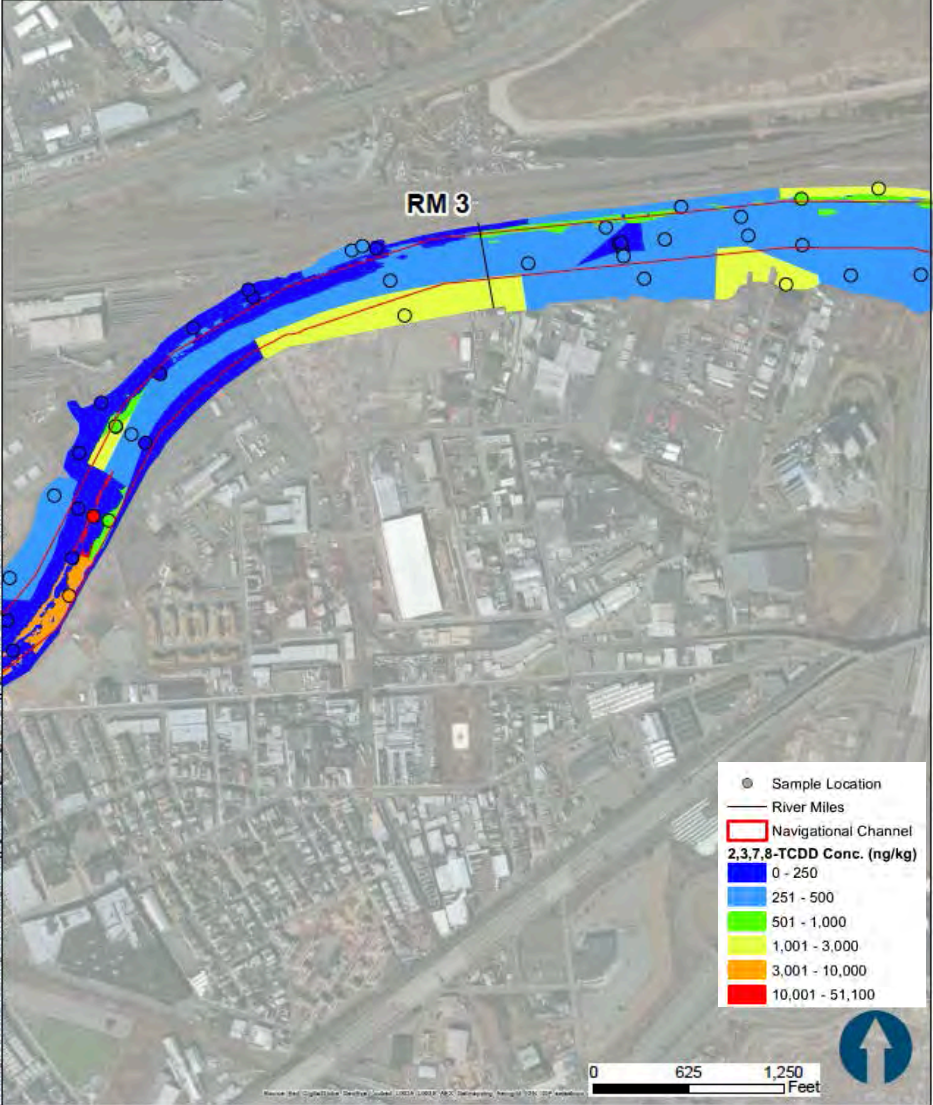 RM 3
Sample Location
River Miles
Navigational Channel
2,3,7,8-TCDD Conc. (ng/kg)
0 - 250
251 - 500
501 - 1,000
1,001 - 3,000
3,001 - 10,000
10,001 - 51,100
0 625 1,250
Feet